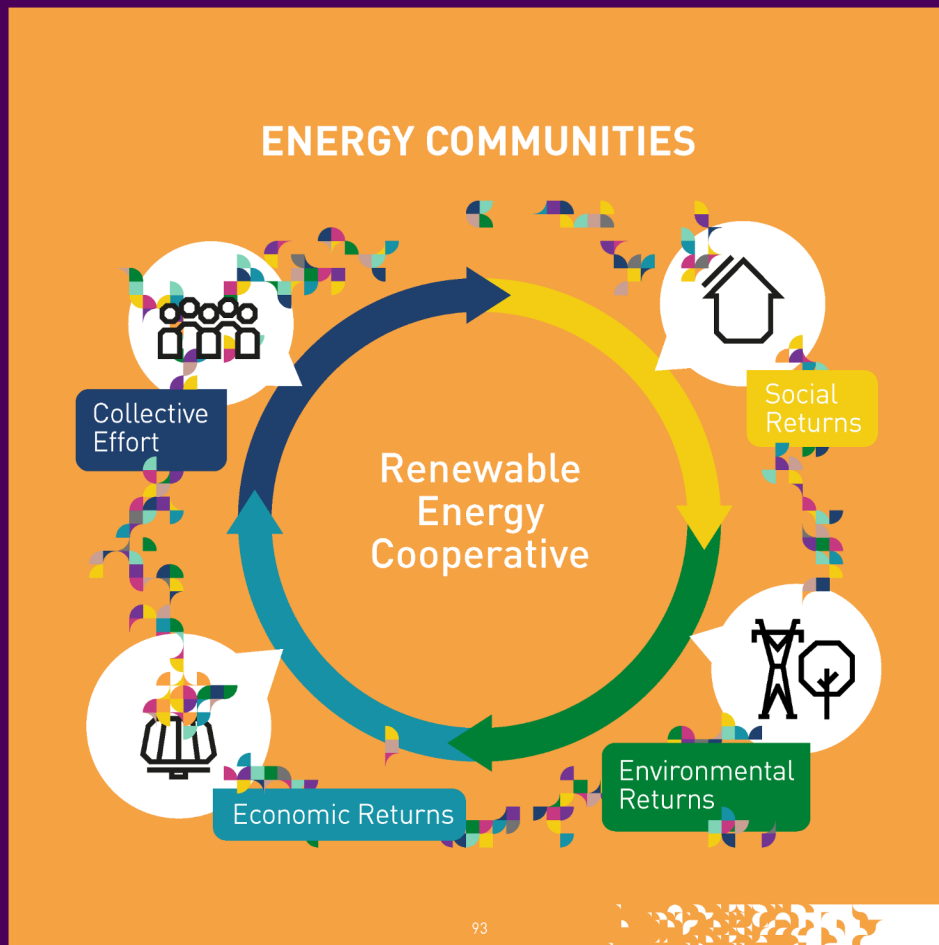 ENERGY COMMUNITIES
Collective
Effort
Social
Returns
Renewable
Energy
Cooperative
Environmental
Returns
Economic Returns
93